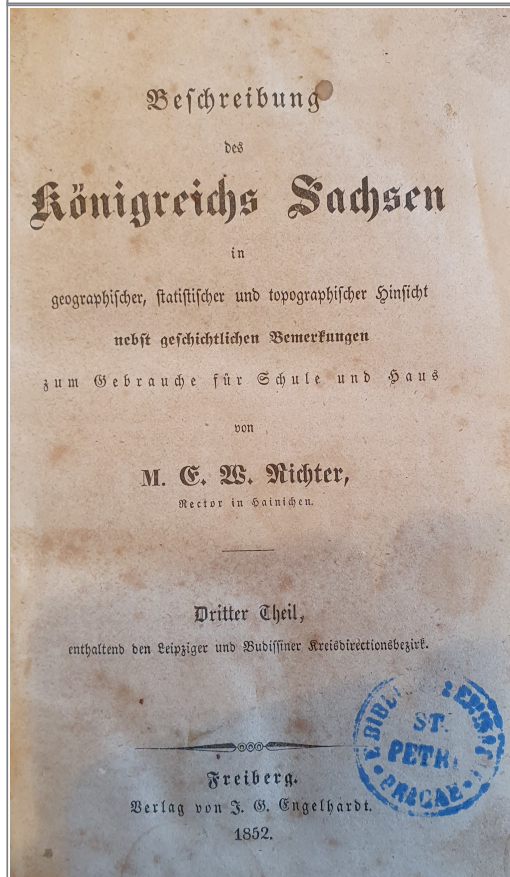 Beschreibung
des
Königreichs Sachsen
in
geographischer, statistischer und topographischer Hinsicht
nebst geschichtlichen Bemerkungen
zum Gebrauche für Schule und Haus
von
M. E. W. Richter,
Rector in Hainichen.
Dritter Theil,
enthaltend den Leipziger und Budissiner Kreisdirectionsbezirk.
ST.
PETRI
PRAGAE
Freiberg.
Verlag von J. G. Engelhardt.
1852.